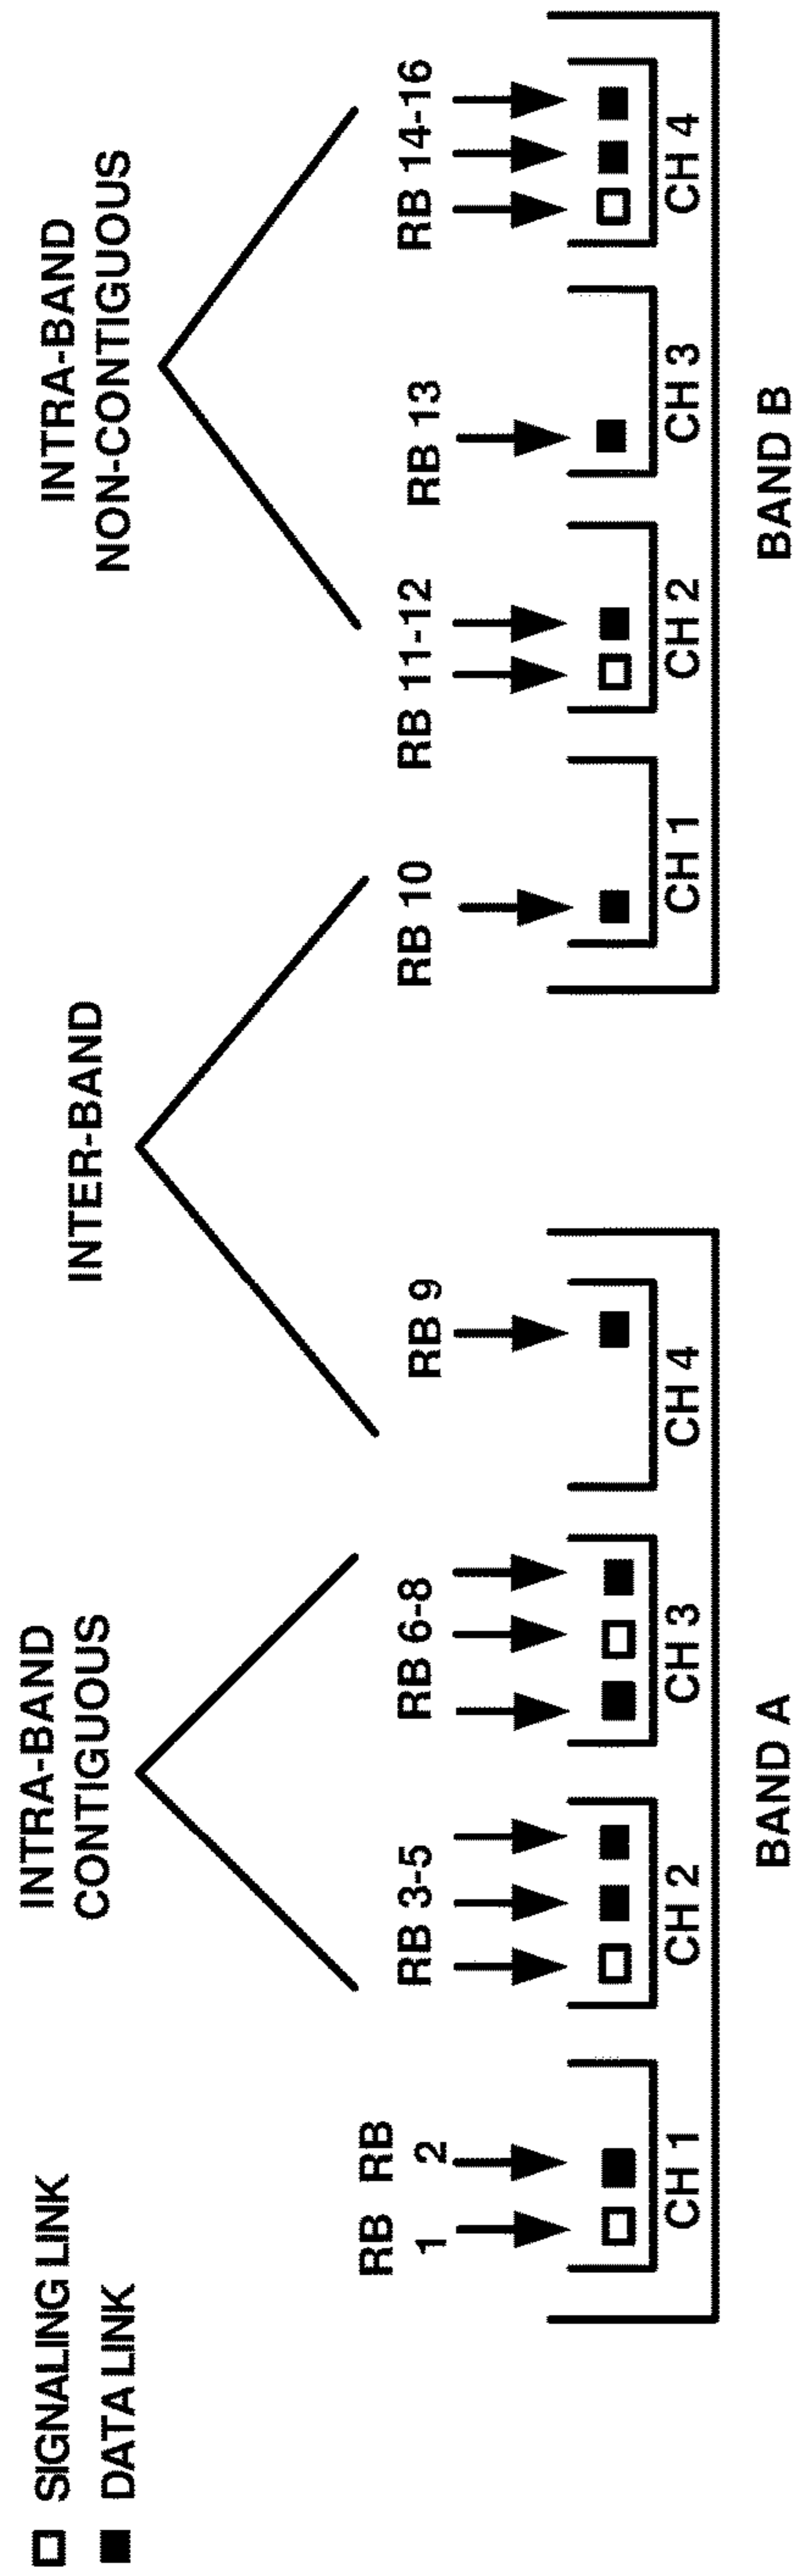 SIGNALING LINK
DATA LINK
INTRA-BAND
CONTIGUOUS
INTER-BAND
INTRA-BAND
NON-CONTIGUOUS
RB RB
1 2
RB 3-5
RB 6-8
RB 9
RB 10
RB 11-12
RB 13
RB 14-16
CH 1
CH 2
CH 3
CH 4
CH 1
CH 2
CH 3
CH 4
BAND A
BAND B